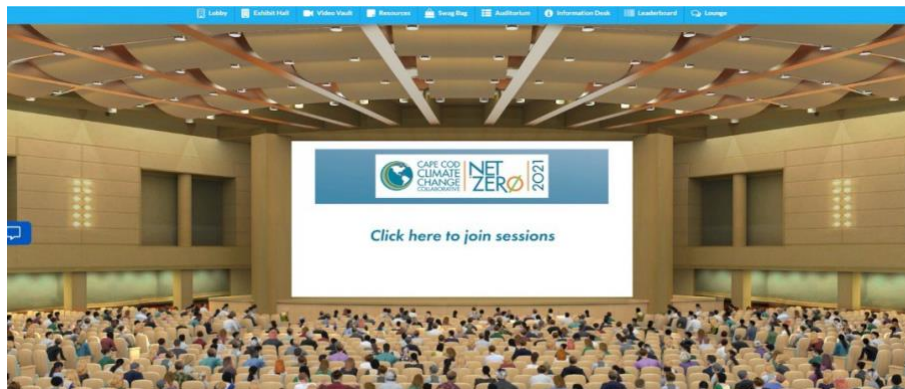 Lobby Exhibit Hall Video Vault Resources Swag Bag Auditorium Information Desk Leaderboard Lounge
CAPE COD
CLIMATE
CHANGE
COLLABORATIVE
NET
ZERØ
2021
Click here to join sessions